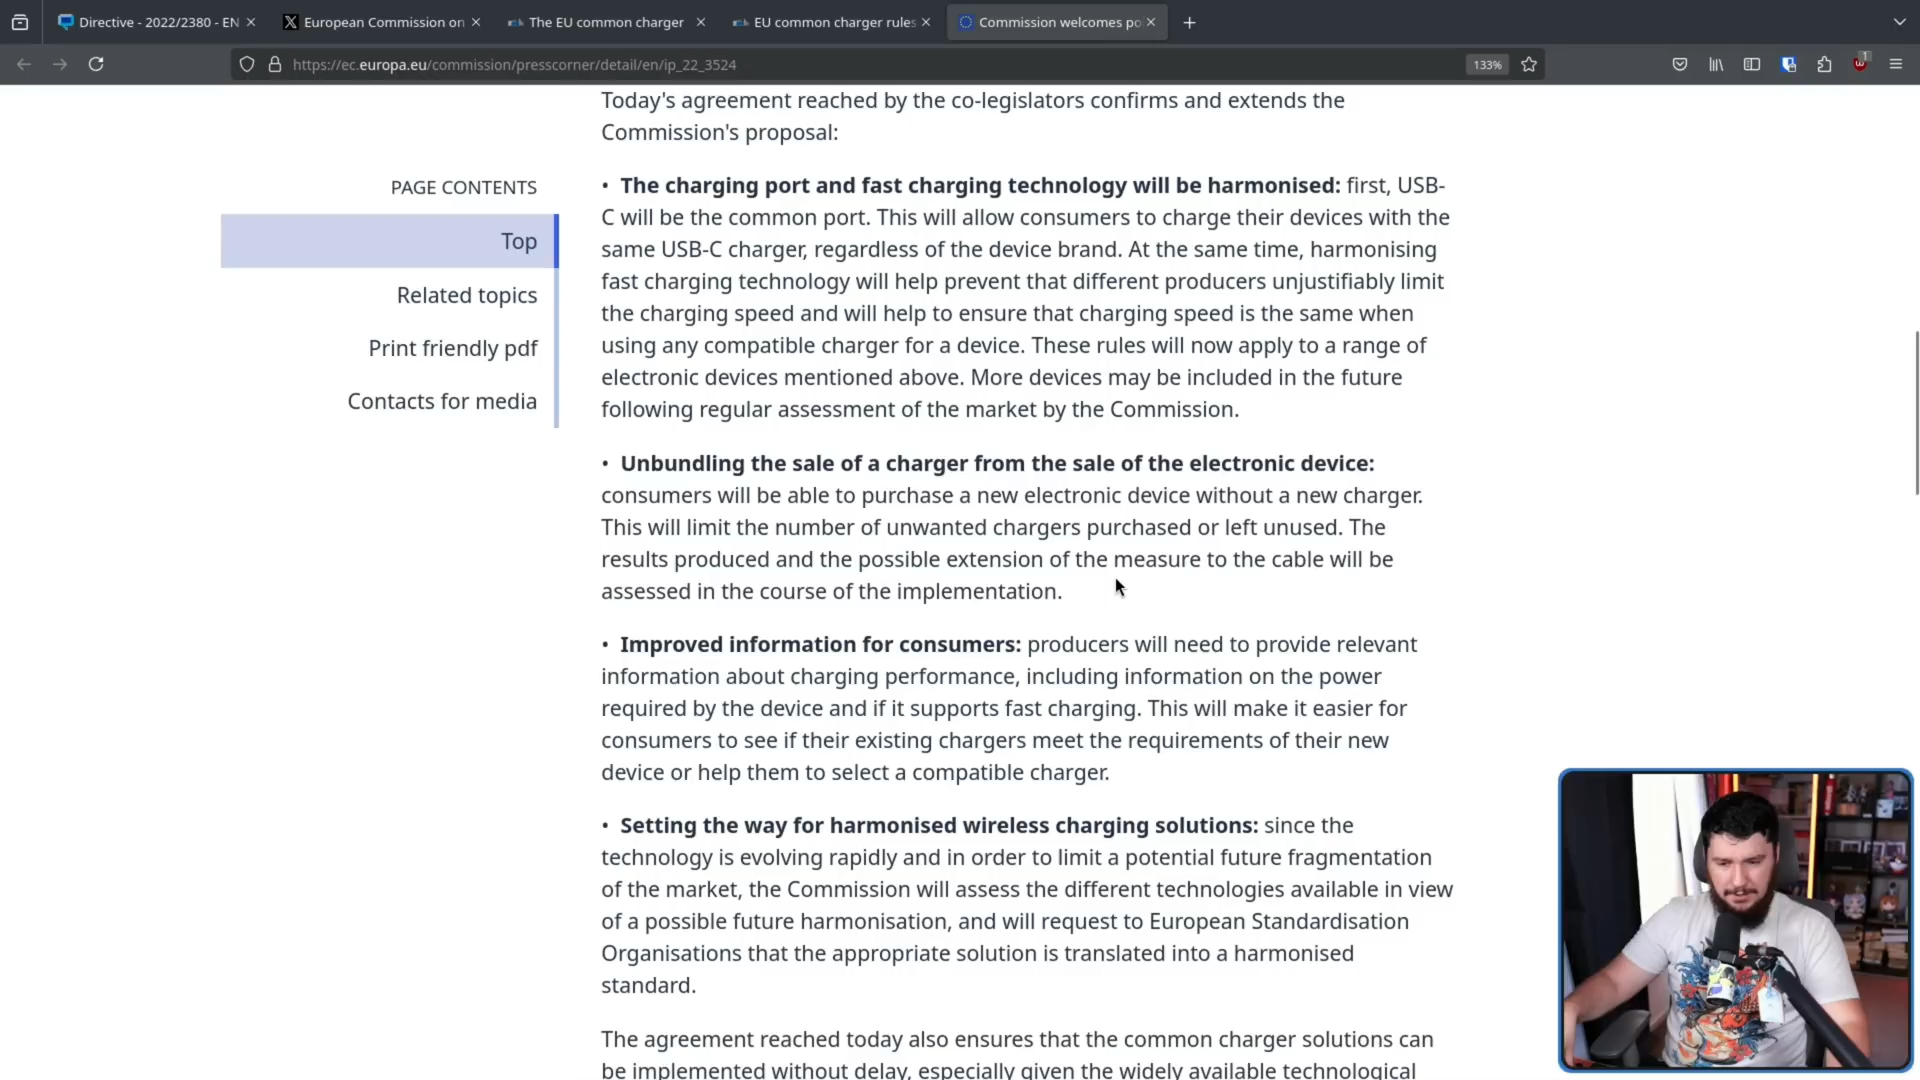 Directive - 2022/2380 - EN
European Commission on
The EU common charger
EU common charger rules
Commission welcomes po
https://ec.europa.eu/commission/presscorner/detail/en/ip_22_3524
133%
1
Today's agreement reached by the co-legislators confirms and extends the
Commission's proposal:
PAGE CONTENTS
Top
Related topics
Print friendly pdf
Contacts for media
• The charging port and fast charging technology will be harmonised: first, USB-
C will be the common port. This will allow consumers to charge their devices with the
same USB-C charger, regardless of the device brand. At the same time, harmonising
fast charging technology will help prevent that different producers unjustifiably limit
the charging speed and will help to ensure that charging speed is the same when
using any compatible charger for a device. These rules will now apply to a range of
electronic devices mentioned above. More devices may be included in the future
following regular assessment of the market by the Commission.
• Unbundling the sale of a charger from the sale of the electronic device:
consumers will be able to purchase a new electronic device without a new charger.
This will limit the number of unwanted chargers purchased or left unused. The
results produced and the possible extension of the measure to the cable will be
assessed in the course of the implementation.
• Improved information for consumers: producers will need to provide relevant
information about charging performance, including information on the power
required by the device and if it supports fast charging. This will make it easier for
consumers to see if their existing chargers meet the requirements of their new
device or help them to select a compatible charger.
• Setting the way for harmonised wireless charging solutions: since the
technology is evolving rapidly and in order to limit a potential future fragmentation
of the market, the Commission will assess the different technologies available in view
of a possible future harmonisation, and will request to European Standardisation
Organisations that the appropriate solution is translated into a harmonised
standard.
The agreement reached today also ensures that the common charger solutions can
be implemented without delay, especially given the widely available technological